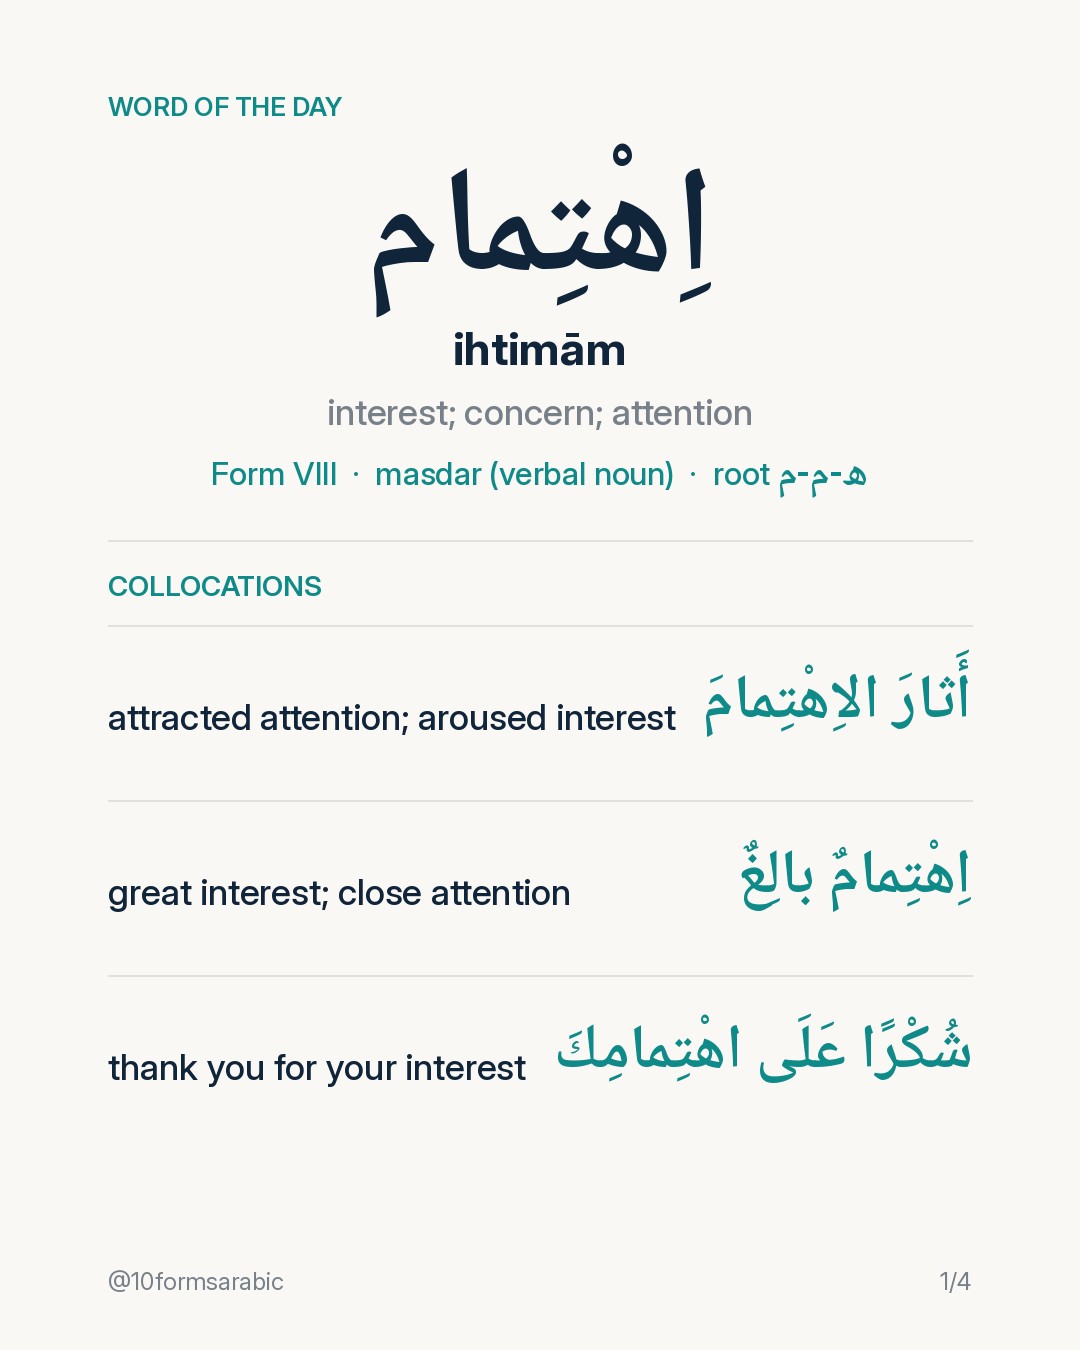 WORD OF THE DAY
اِهْتِمام
ihtimām
interest; concern; attention
Form VIII · masdar (verbal noun) · root ه-م-م
COLLOCATIONS
attracted attention; aroused interest أَثارَ الاِهْتِمامَ
great interest; close attention اِهْتِمامٌ بالِغٌ
thank you for your interest شُكْرًا عَلَى اهْتِمامِكَ
@10formsarabic 1/4